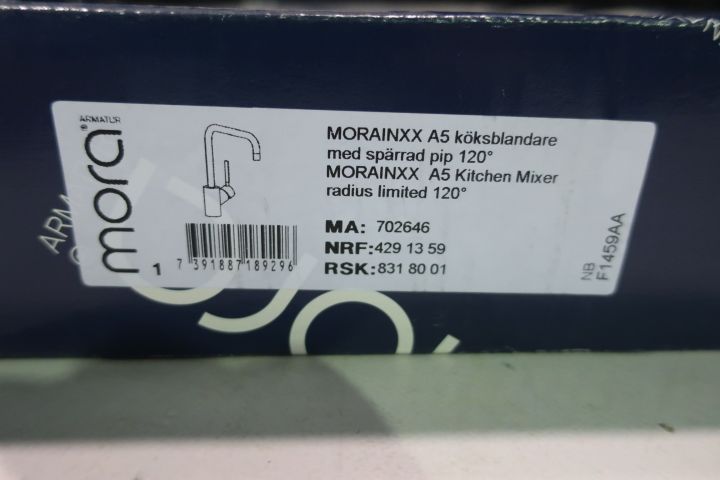 ARMATUR
mora
MORAINXX A5 köksblandare
med spärrad pip 120°
MORAINXX A5 Kitchen Mixer
radius limited 120°
MA: 702646
NRF:429 13 59
RSK:831 80 01
1
7 391887 189296
NB
F1459AA
ARM